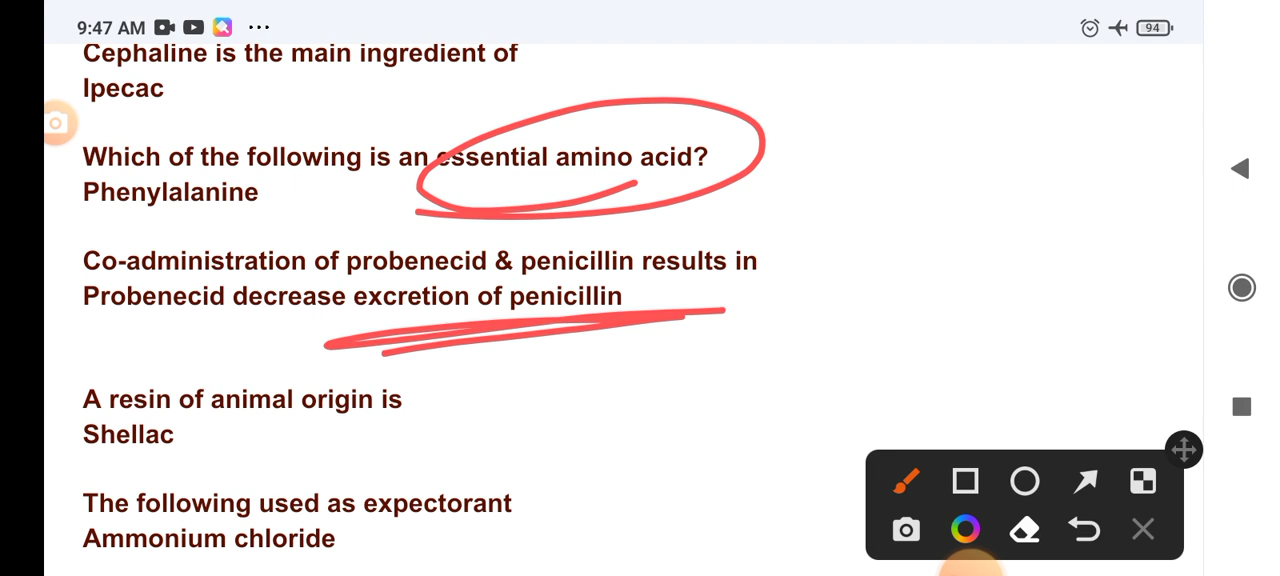 9:47 AM
94
Cephaline is the main ingredient of
Ipecac
Which of the following is an essential amino acid?
Phenylalanine
Co-administration of probenecid & penicillin results in
Probenecid decrease excretion of penicillin
A resin of animal origin is
Shellac
The following used as expectorant
Ammonium chloride